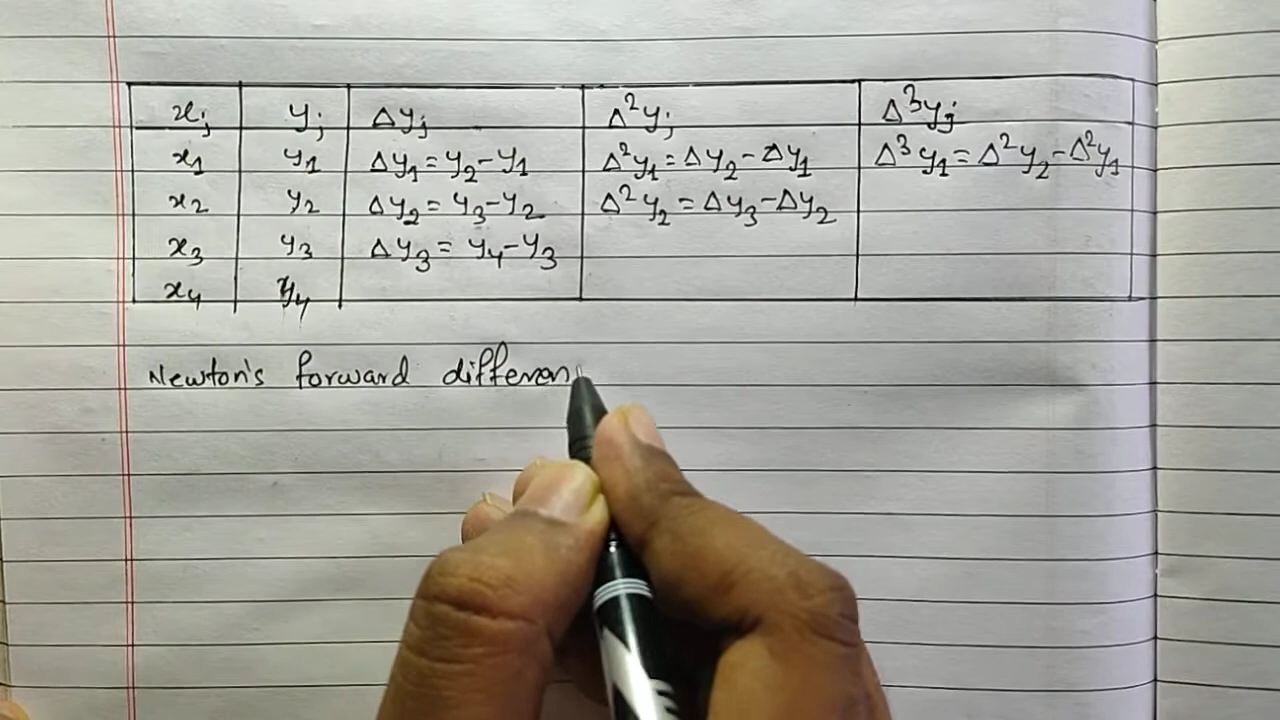 xj yj Δyj Δ²yj Δ³yj
x₁ y₁ Δy₁ = y₂ - y₁ Δ²y₁ = Δy₂ - Δy₁ Δ³y₁ = Δ²y₂ - Δ²y₁
x₂ y₂ Δy₂ = y₃ - y₂ Δ²y₂ = Δy₃ - Δy₂
x₃ y₃ Δy₃ = y₄ - y₃
x₄ y₄
Newton's forward differen